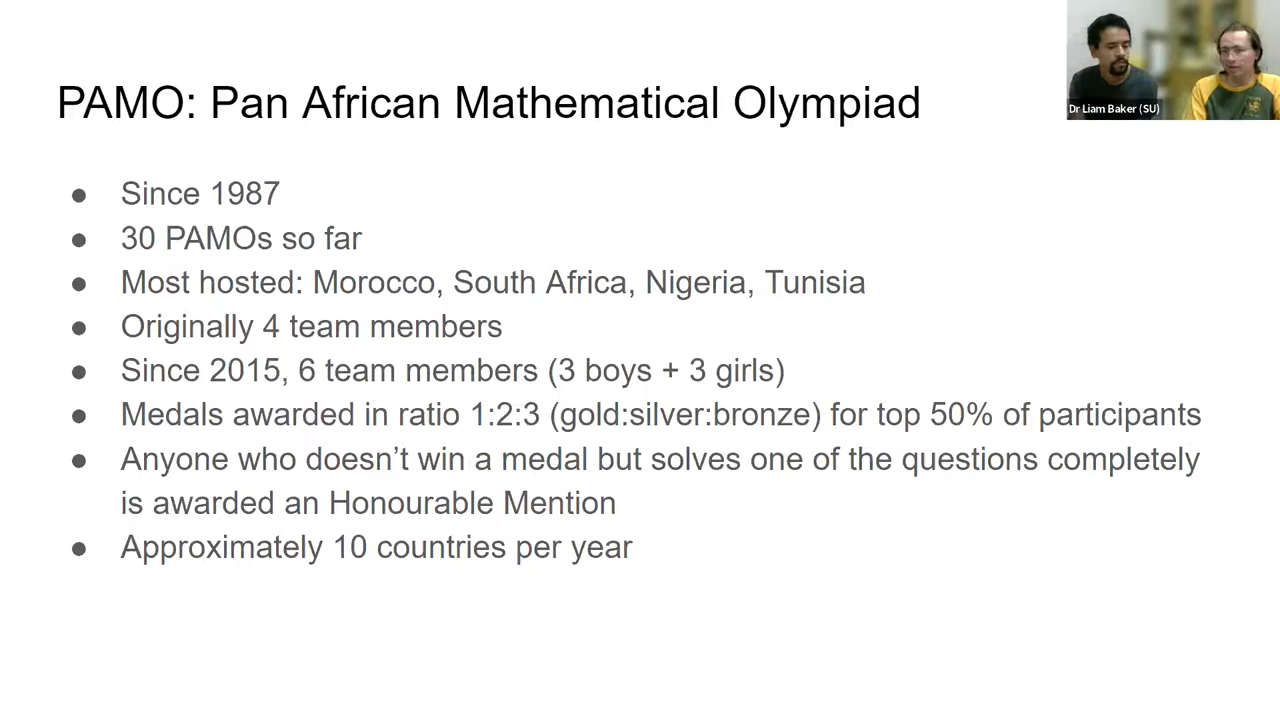 PAMO: Pan African Mathematical Olympiad
Dr Liam Baker (SU)
● Since 1987
● 30 PAMOs so far
● Most hosted: Morocco, South Africa, Nigeria, Tunisia
● Originally 4 team members
● Since 2015, 6 team members (3 boys + 3 girls)
● Medals awarded in ratio 1:2:3 (gold:silver:bronze) for top 50% of participants
● Anyone who doesn’t win a medal but solves one of the questions completely
is awarded an Honourable Mention
● Approximately 10 countries per year